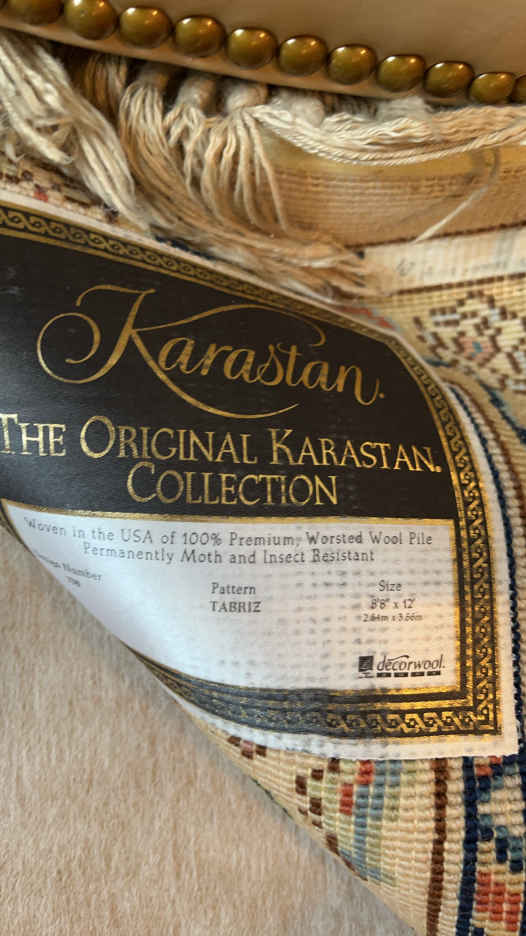 Karastan.
THE ORIGINAL KARASTAN®
COLLECTION
Woven in the USA of 100% Premium, Worsted Wool Pile
Permanently Moth and Insect Resistant
Number
Pattern
TABRIZ
Size
8'8" x 12'
2.64m x 3.66m
decorwool.